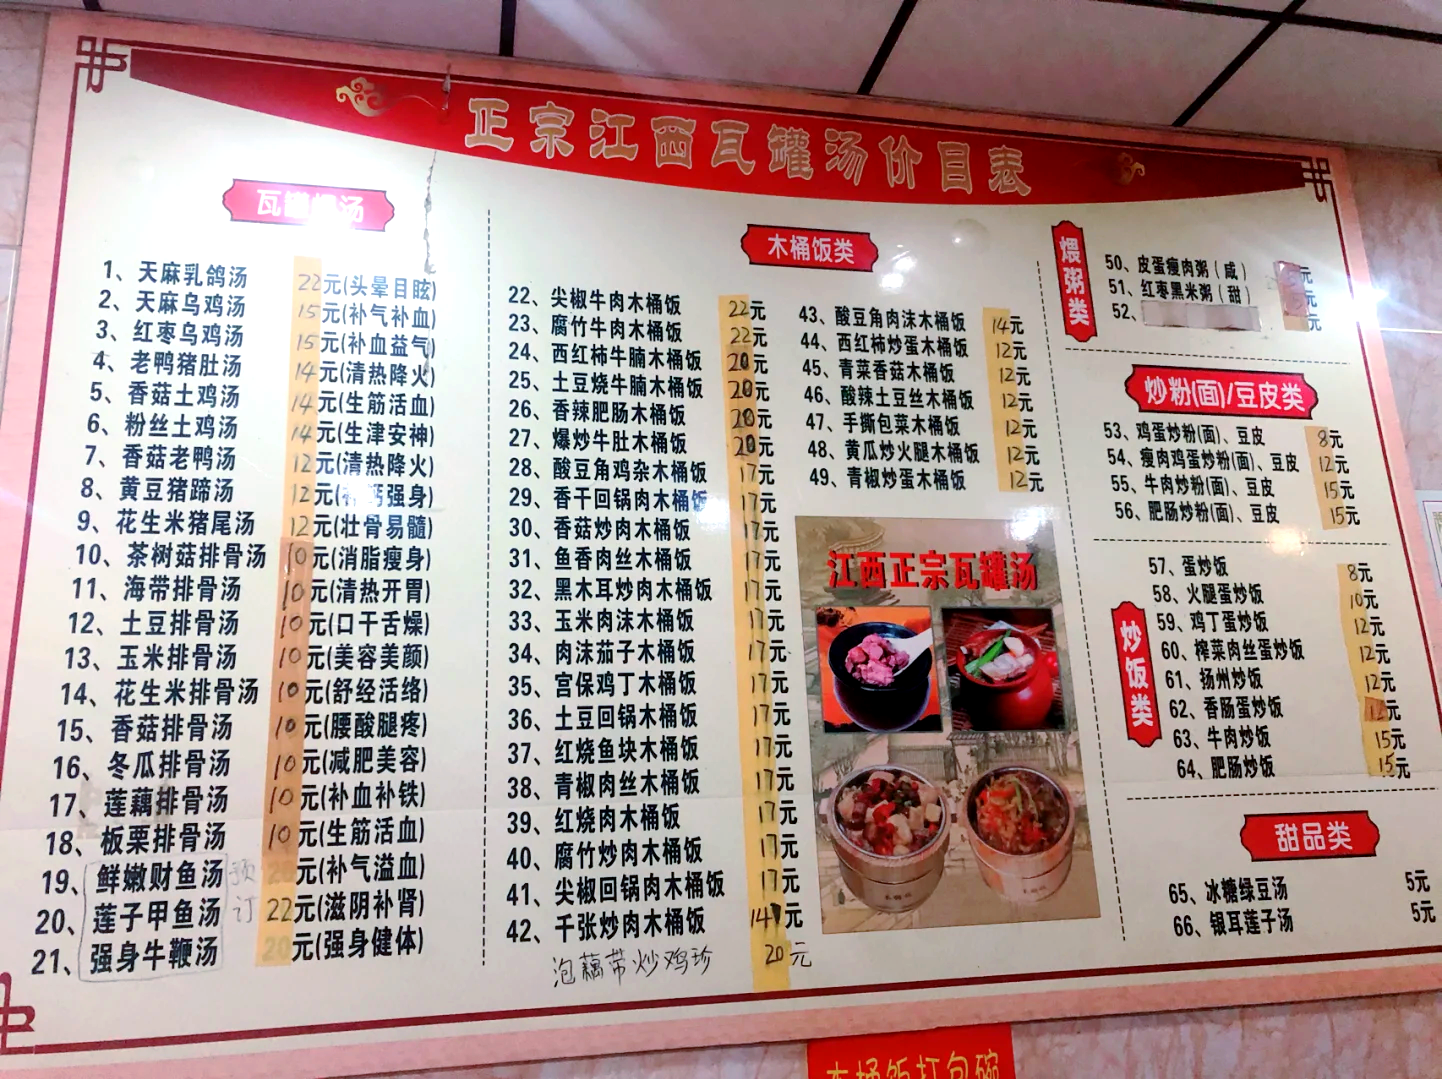 正宗江西瓦罐汤价目表
瓦罐煨汤
1、天麻乳鸽汤 22元(头晕目眩)
2、天麻乌鸡汤 15元(补气补血)
3、红枣乌鸡汤 15元(补血益气)
4、老鸭猪肚汤 14元(清热降火)
5、香菇土鸡汤 14元(生筋活血)
6、粉丝土鸡汤 14元(生津安神)
7、香菇老鸭汤 12元(清热降火)
8、黄豆猪蹄汤 12元(补钙强身)
9、花生米猪尾汤 12元(壮骨易髓)
10、茶树菇排骨汤 10元(消脂瘦身)
11、海带排骨汤 10元(清热开胃)
12、土豆排骨汤 10元(口干舌燥)
13、玉米排骨汤 10元(美容美颜)
14、花生米排骨汤 10元(舒经活络)
15、香菇排骨汤 10元(腰酸腿疼)
16、冬瓜排骨汤 10元(减肥美容)
17、莲藕排骨汤 10元(补血补铁)
18、板栗排骨汤 10元(生筋活血)
19、鲜嫩财鱼汤 预 20元(补气溢血)
20、莲子甲鱼汤 订 22元(滋阴补肾)
21、强身牛鞭汤 20元(强身健体)
木桶饭类
22、尖椒牛肉木桶饭 22元
23、腐竹牛肉木桶饭 22元
24、西红柿牛腩木桶饭 20元
25、土豆烧牛腩木桶饭 20元
26、香辣肥肠木桶饭 20元
27、爆炒牛肚木桶饭 20元
28、酸豆角鸡杂木桶饭 17元
29、香干回锅肉木桶饭 17元
30、香菇炒肉木桶饭 17元
31、鱼香肉丝木桶饭 17元
32、黑木耳炒肉木桶饭 17元
33、玉米肉沫木桶饭 17元
34、肉沫茄子木桶饭 17元
35、宫保鸡丁木桶饭 17元
36、土豆回锅木桶饭 17元
37、红烧鱼块木桶饭 17元
38、青椒肉丝木桶饭 17元
39、红烧肉木桶饭 17元
40、腐竹炒肉木桶饭 17元
41、尖椒回锅肉木桶饭 17元
42、千张炒肉木桶饭 14元
泡藕带炒鸡珍 20元
43、酸豆角肉沫木桶饭 14元
44、西红柿炒蛋木桶饭 12元
45、青菜香菇木桶饭 12元
46、酸辣土豆丝木桶饭 12元
47、手撕包菜木桶饭 12元
48、黄瓜炒火腿木桶饭 12元
49、青椒炒蛋木桶饭 12元
江西正宗瓦罐汤
煨粥类
50、皮蛋瘦肉粥（咸） 元
51、红枣黑米粥（甜） 元
52、 元
炒粉(面)/豆皮类
53、鸡蛋炒粉(面)、豆皮 8元
54、瘦肉鸡蛋炒粉(面)、豆皮 12元
55、牛肉炒粉(面)、豆皮 15元
56、肥肠炒粉(面)、豆皮 15元
炒饭类
57、蛋炒饭 8元
58、火腿蛋炒饭 10元
59、鸡丁蛋炒饭 12元
60、榨菜肉丝蛋炒饭 12元
61、扬州炒饭 12元
62、香肠蛋炒饭 12元
63、牛肉炒饭 15元
64、肥肠炒饭 15元
甜品类
65、冰糖绿豆汤 5元
66、银耳莲子汤 5元
木桶饭打包碗